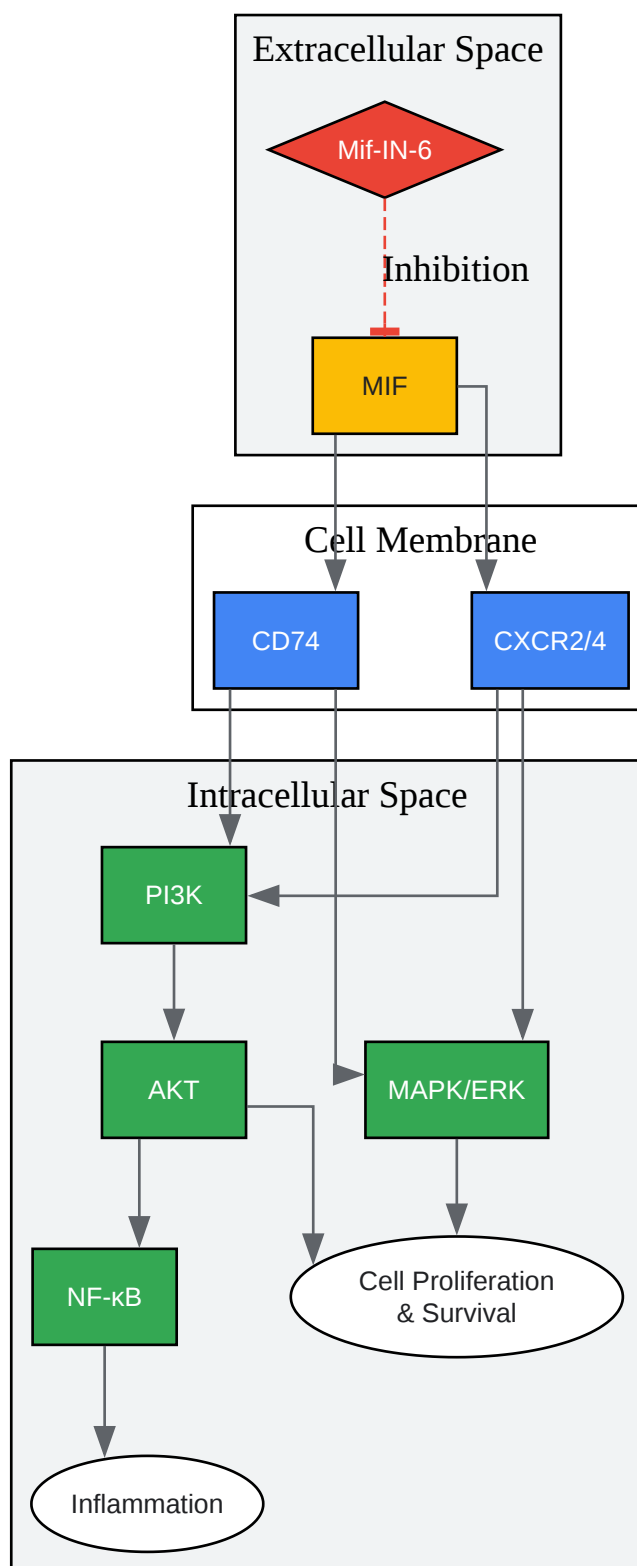 Extracellular Space
Mif-IN-6
Inhibition
MIF
Cell Membrane
CD74
CXCR2/4
Intracellular Space
PI3K
AKT
MAPK/ERK
NF-κB
Cell Proliferation
& Survival
Inflammation